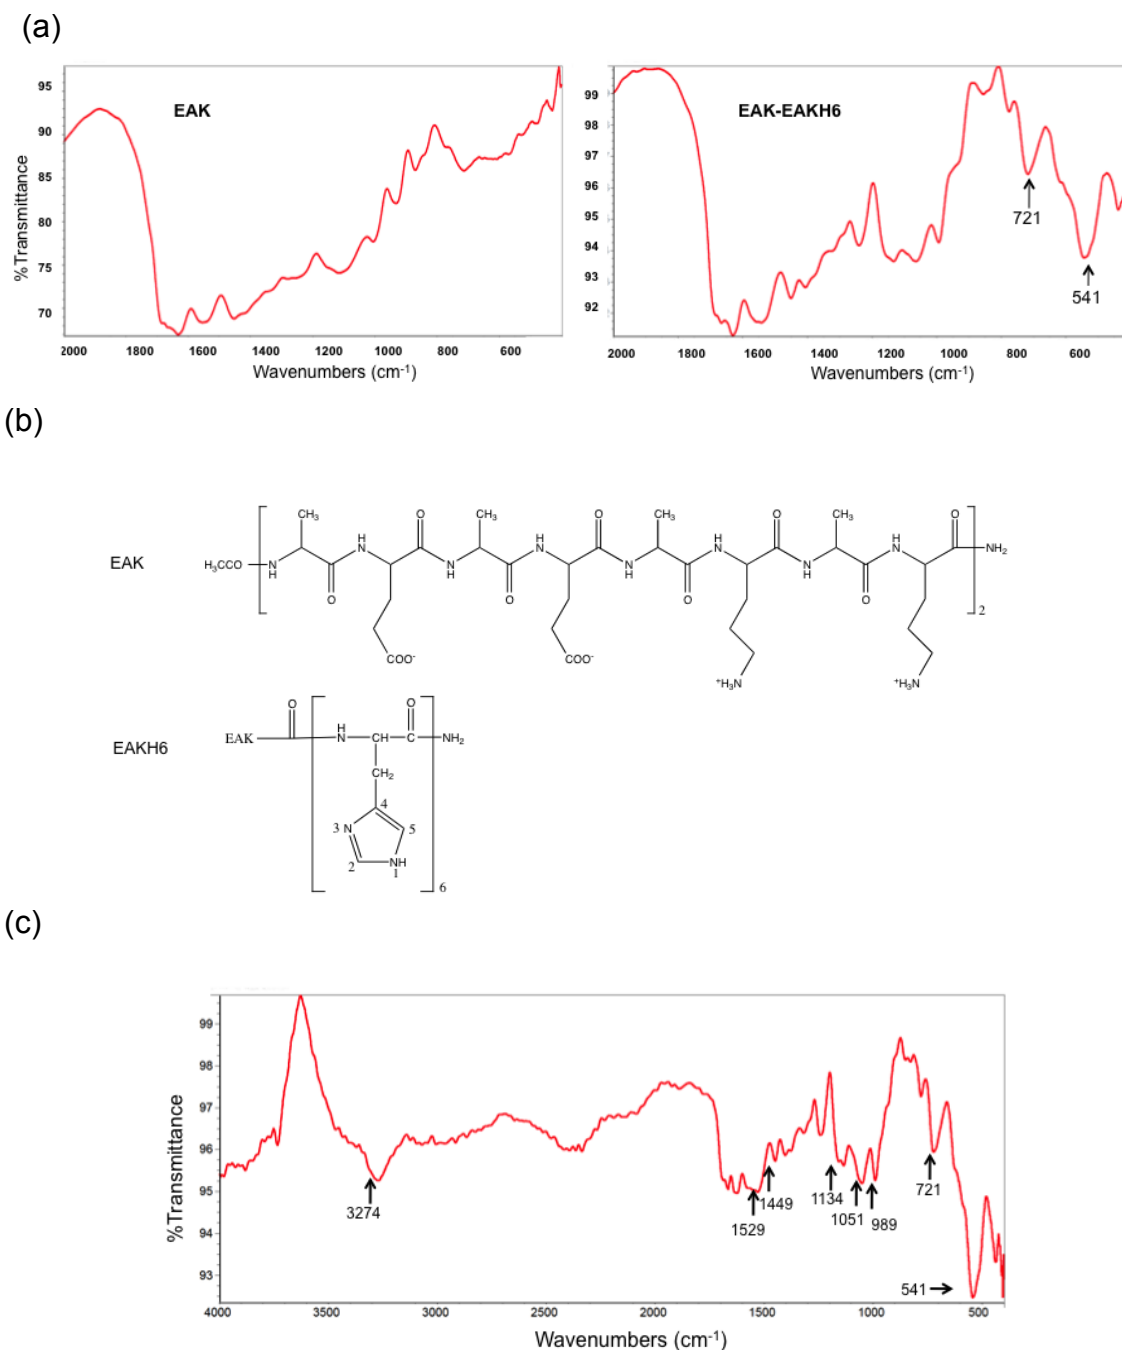 (a)
EAK
%Transmittance
95
90
85
80
75
70
2000 1800 1600 1400 1200 1000 800 600
Wavenumbers (cm-1)
EAK-EAKH6
99
98
97
96
95
94
93
92
721
541
2000 1800 1600 1400 1200 1000 800 600
Wavenumbers (cm-1)
(b)
EAK
H3CCO
N
H
CH3
O
H
N
O
COO-
N
H
CH3
O
H
N
O
COO-
N
H
CH3
O
H
N
O
+H3N
N
H
CH3
O
H
N
O
+H3N
NH2
2
EAKH6
EAK
O
H
N
CH
C
O
NH2
CH2
4
3 N
5
2
NH
1
6
(c)
%Transmittance
99
98
97
96
95
94
93
3274
1529
1449
1134
1051
989
721
541
4000 3500 3000 2500 2000 1500 1000 500
Wavenumbers (cm-1)